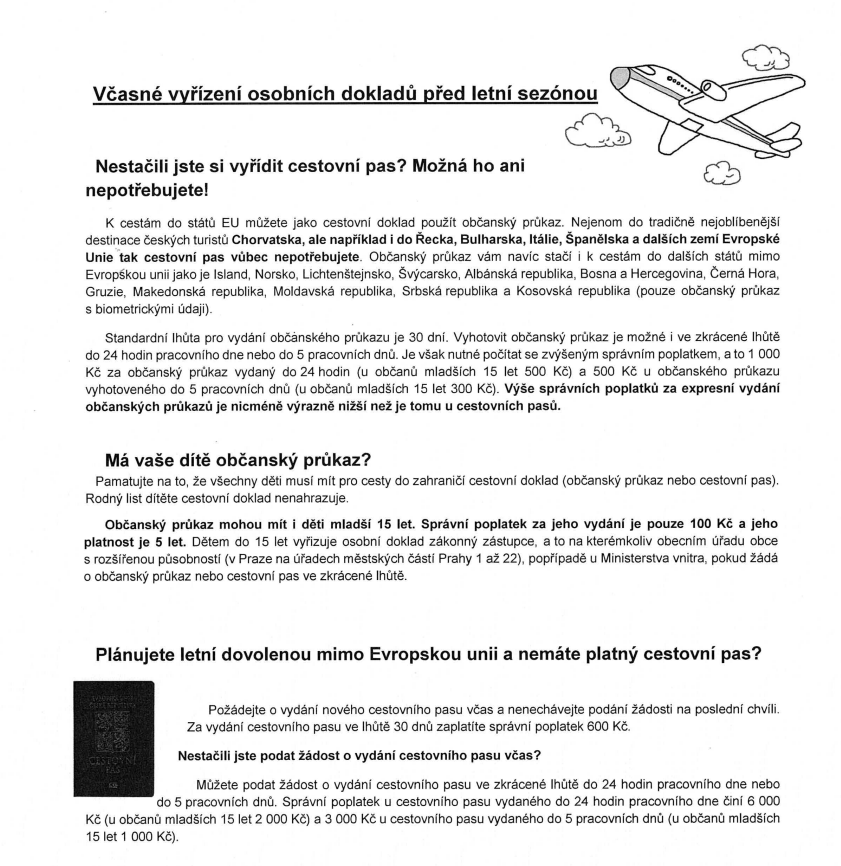 Včasné vyřízení osobních dokladů před letní sezónou
Nestačili jste si vyřídit cestovní pas? Možná ho ani
nepotřebujete!
K cestám do států EU můžete jako cestovní doklad použít občanský průkaz. Nejenom do tradičně nejoblíbenější
destinace českých turistů Chorvatska, ale například i do Řecka, Bulharska, Itálie, Španělska a dalších zemí Evropské
Unie tak cestovní pas vůbec nepotřebujete. Občanský průkaz vám navíc stačí i k cestám do dalších států mimo
Evropskou unii jako je Island, Norsko, Lichtenštejnsko, Švýcarsko, Albánská republika, Bosna a Hercegovina, Černá Hora,
Gruzie, Makedonská republika, Moldavská republika, Srbská republika a Kosovská republika (pouze občanský průkaz
s biometrickými údaji).
Standardní lhůta pro vydání občanského průkazu je 30 dní. Vyhotovit občanský průkaz je možné i ve zkrácené lhůtě
do 24 hodin pracovního dne nebo do 5 pracovních dnů. Je však nutné počítat se zvýšeným správním poplatkem, a to 1 000
Kč za občanský průkaz vydaný do 24 hodin (u občanů mladších 15 let 500 Kč) a 500 Kč u občanského průkazu
vyhotoveného do 5 pracovních dnů (u občanů mladších 15 let 300 Kč). Výše správních poplatků za expresní vydání
občanských průkazů je nicméně výrazně nižší než je tomu u cestovních pasů.
Má vaše dítě občanský průkaz?
Pamatujte na to, že všechny děti musí mít pro cesty do zahraničí cestovní doklad (občanský průkaz nebo cestovní pas).
Rodný list dítěte cestovní doklad nenahrazuje.
Občanský průkaz mohou mít i děti mladší 15 let. Správní poplatek za jeho vydání je pouze 100 Kč a jeho
platnost je 5 let. Dětem do 15 let vyřizuje osobní doklad zákonný zástupce, a to na kterémkoliv obecním úřadu obce
s rozšířenou působností (v Praze na úřadech městských částí Prahy 1 až 22), popřípadě u Ministerstva vnitra, pokud žádá
o občanský průkaz nebo cestovní pas ve zkrácené lhůtě.
Plánujete letní dovolenou mimo Evropskou unii a nemáte platný cestovní pas?
Požádejte o vydání nového cestovního pasu včas a nenechávejte podání žádosti na poslední chvíli.
Za vydání cestovního pasu ve lhůtě 30 dnů zaplatíte správní poplatek 600 Kč.
CESTOVNÍ
PAS
Nestačili jste podat žádost o vydání cestovního pasu včas?
Můžete podat žádost o vydání cestovního pasu ve zkrácené lhůtě do 24 hodin pracovního dne nebo
do 5 pracovních dnů. Správní poplatek u cestovního pasu vydaného do 24 hodin pracovního dne činí 6 000
Kč (u občanů mladších 15 let 2 000 Kč) a 3 000 Kč u cestovního pasu vydaného do 5 pracovních dnů (u občanů mladších
15 let 1 000 Kč).